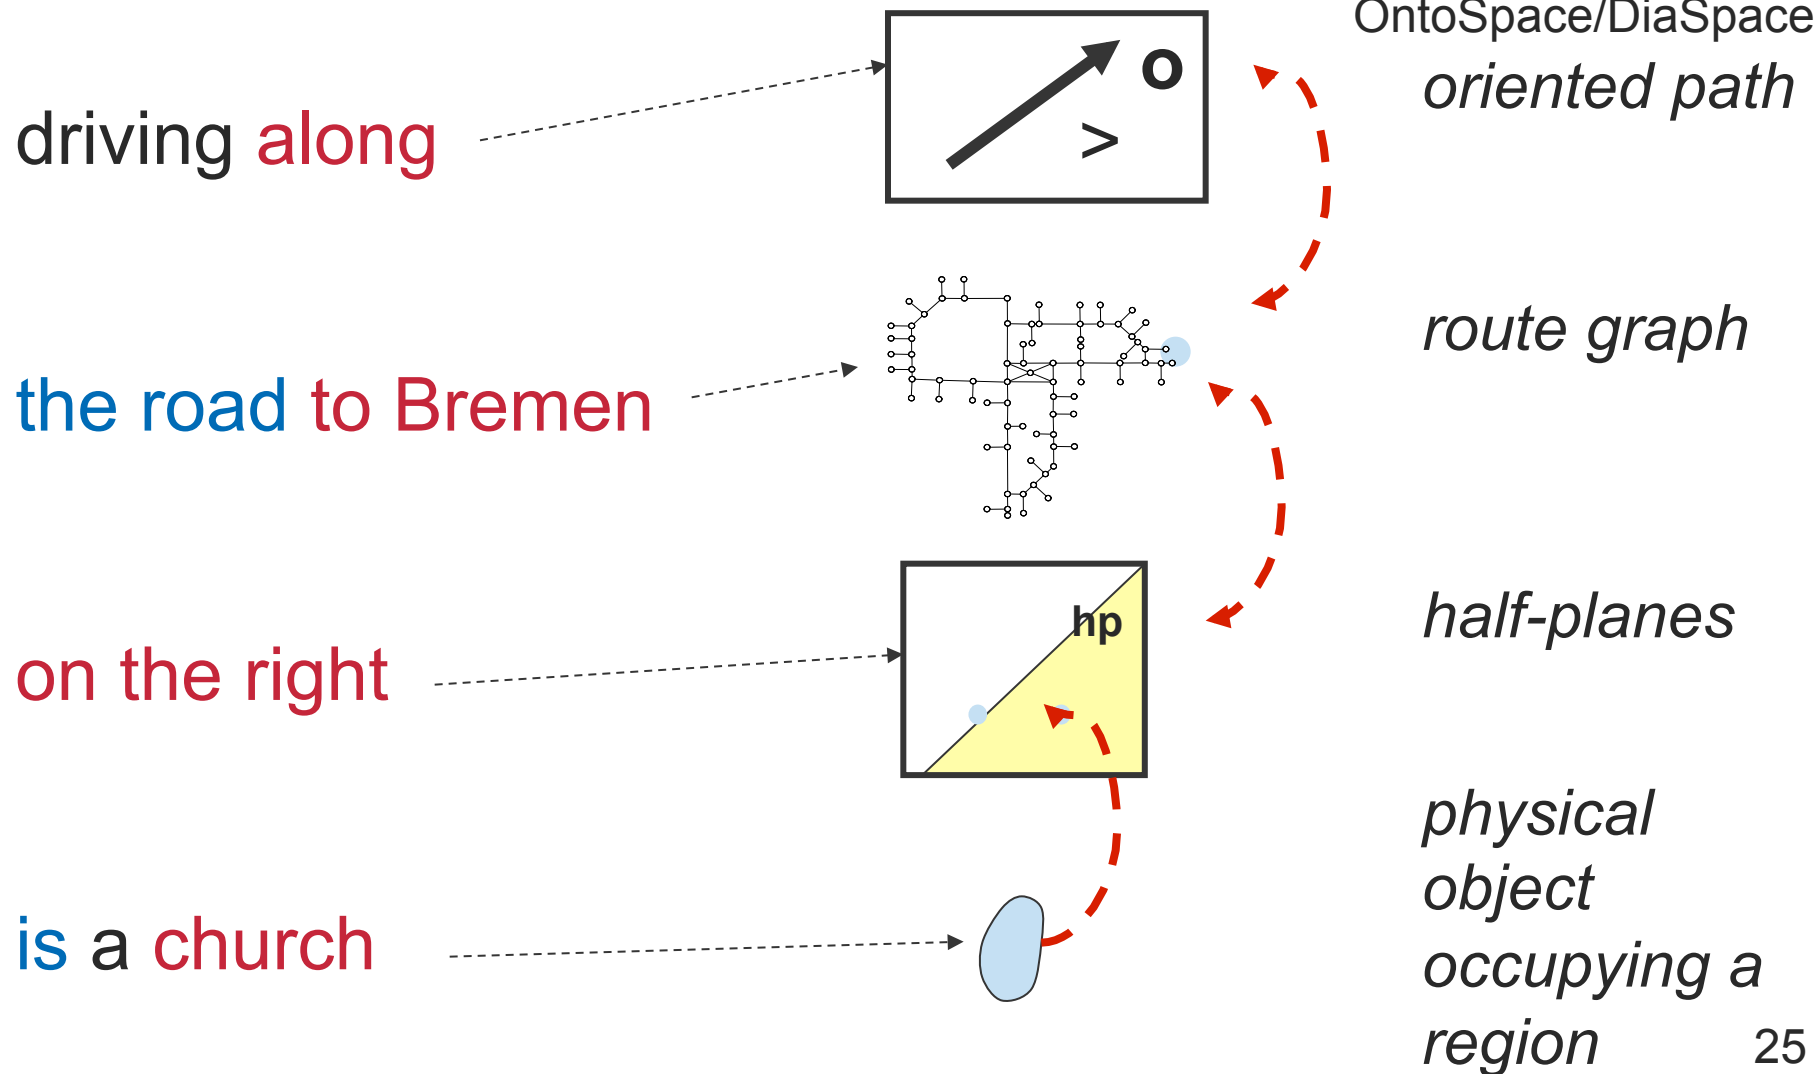 OntoSpace/DiaSpace
driving along
o
>
oriented path
the road to Bremen
route graph
on the right
hp
half-planes
is a church
physical
object
occupying a
region
25